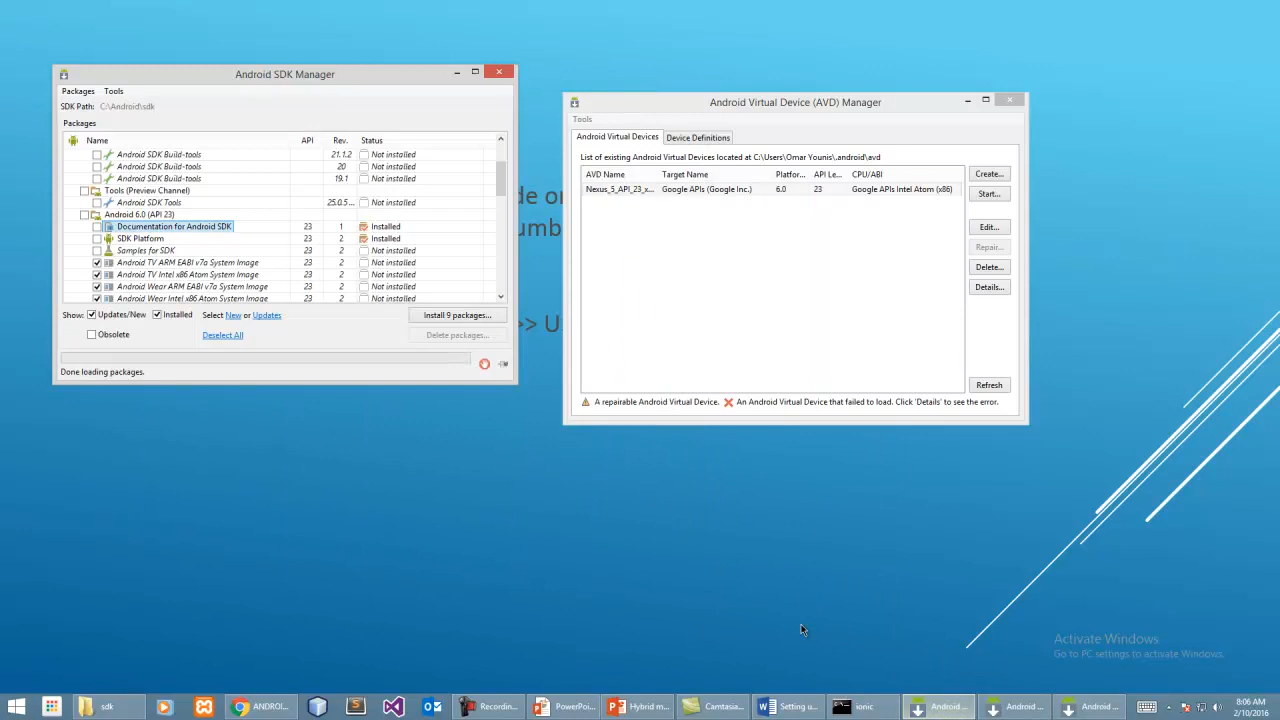 Android SDK Manager
Packages Tools
SDK Path: C:\Android\sdk
Packages
Name API Rev. Status
Android SDK Build-tools 21.1.2 Not installed
Android SDK Build-tools 20 Not installed
Android SDK Build-tools 19.1 Not installed
Tools (Preview Channel)
Android SDK Tools 25.0.5... Not installed
Android 6.0 (API 23)
Documentation for Android SDK 23 1 Installed
SDK Platform 23 2 Installed
Samples for SDK 23 2 Not installed
Android TV ARM EABI v7a System Image 23 2 Not installed
Android TV Intel x86 Atom System Image 23 2 Not installed
Android Wear ARM EABI v7a System Image 23 2 Not installed
Android Wear Intel x86 Atom System Image 23 2 Not installed
Show: Updates/New Installed Select New or Updates Install 9 packages...
Obsolete Deselect All Delete packages...
Done loading packages.
de or
umb
>> U
Android Virtual Device (AVD) Manager
Tools
Android Virtual Devices Device Definitions
List of existing Android Virtual Devices located at C:\Users\Omar Younis\.android\avd
AVD Name Target Name Platfor... API Le... CPU/ABI
Nexus_5_API_23_x... Google APIs (Google Inc.) 6.0 23 Google APIs Intel Atom (x86)
Create...
Start...
Edit...
Repair...
Delete...
Details...
Refresh
A repairable Android Virtual Device. An Android Virtual Device that failed to load. Click 'Details' to see the error.
Activate Windows
Go to PC settings to activate Windows.
sdk ANDROI... Recordin... PowerPoi... Hybrid m... Camtasia... Setting u... ionic Android ... Android ... Android ... 8:06 AM
2/10/2016